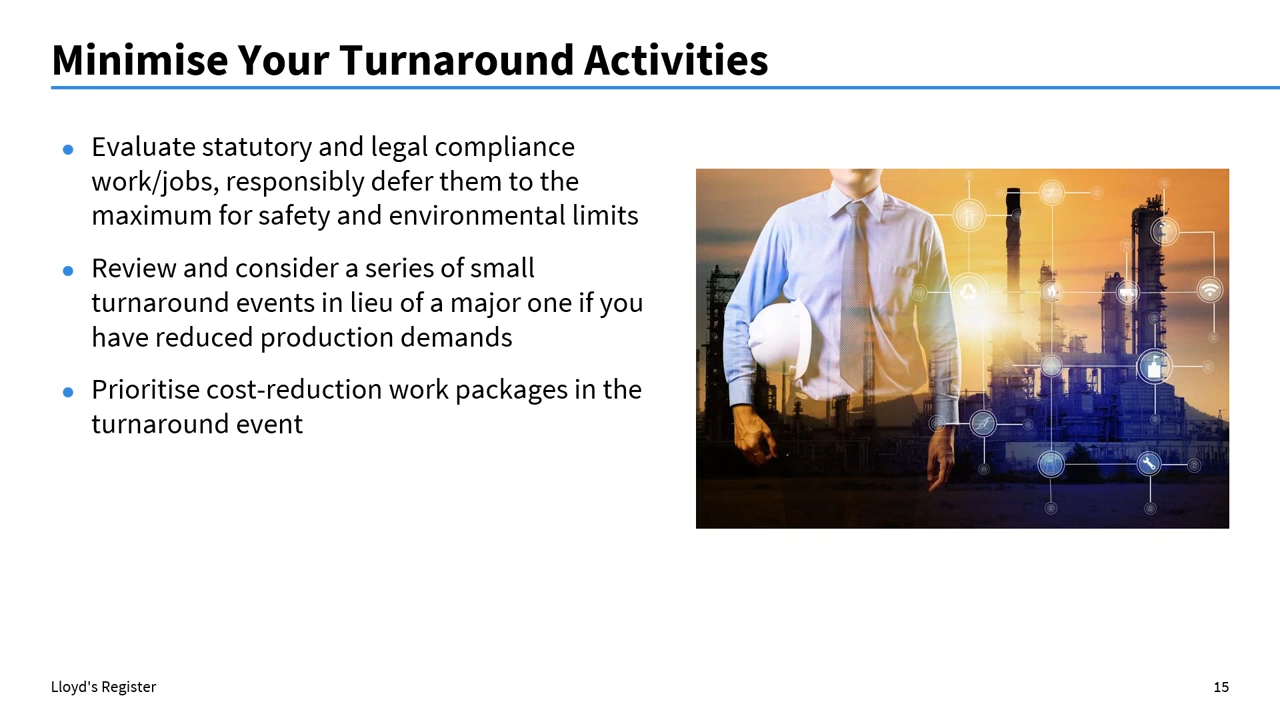 Minimise Your Turnaround Activities
Evaluate statutory and legal compliance
work/jobs, responsibly defer them to the
maximum for safety and environmental limits
Review and consider a series of small
turnaround events in lieu of a major one if you
have reduced production demands
Prioritise cost-reduction work packages in the
turnaround event
Lloyd's Register
15